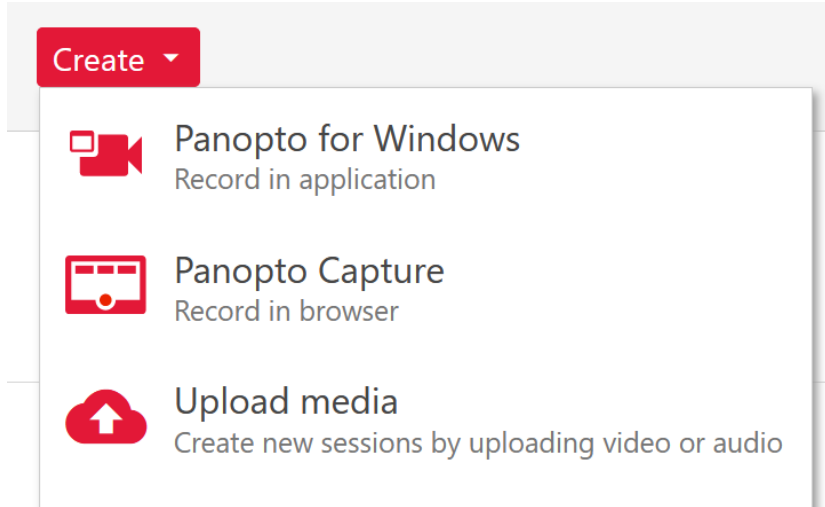 Create
Panopto for Windows
Record in application
Panopto Capture
Record in browser
Upload media
Create new sessions by uploading video or audio